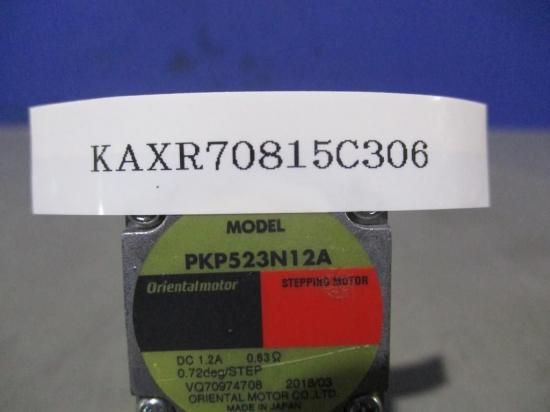 KAXR70815C306
MODEL
PKP523N12A
Orientalmotor STEPPING MOTOR
DC 1.2A 0.63Ω
0.72deg/STEP
VQ70974708 2018/03
ORIENTAL MOTOR CO.,LTD.
MADE IN JAPAN